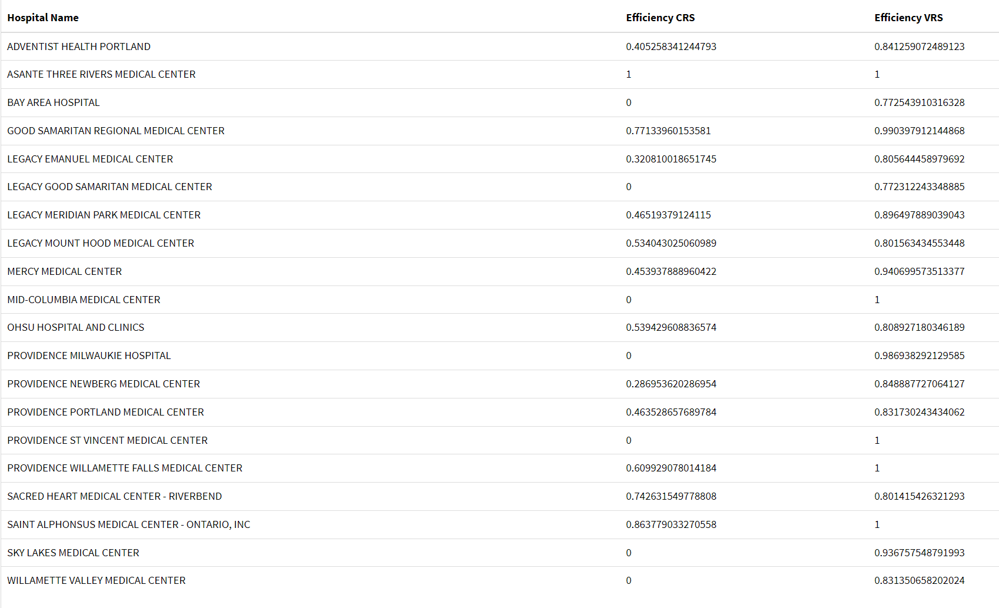 Hospital Name Efficiency CRS Efficiency VRS
ADVENTIST HEALTH PORTLAND 0.405258341244793 0.841259072489123
ASANTE THREE RIVERS MEDICAL CENTER 1 1
BAY AREA HOSPITAL 0 0.772543910316328
GOOD SAMARITAN REGIONAL MEDICAL CENTER 0.77133960153581 0.990397912144868
LEGACY EMANUEL MEDICAL CENTER 0.320810018651745 0.805644458979692
LEGACY GOOD SAMARITAN MEDICAL CENTER 0 0.772312243348885
LEGACY MERIDIAN PARK MEDICAL CENTER 0.46519379124115 0.896497889039043
LEGACY MOUNT HOOD MEDICAL CENTER 0.534043025060989 0.801563434553448
MERCY MEDICAL CENTER 0.453937888960422 0.940699573513377
MID-COLUMBIA MEDICAL CENTER 0 1
OHSU HOSPITAL AND CLINICS 0.539429608836574 0.808927180346189
PROVIDENCE MILWAUKIE HOSPITAL 0 0.986938292129585
PROVIDENCE NEWBERG MEDICAL CENTER 0.286953620286954 0.848887727064127
PROVIDENCE PORTLAND MEDICAL CENTER 0.463528657689784 0.831730243434062
PROVIDENCE ST VINCENT MEDICAL CENTER 0 1
PROVIDENCE WILLAMETTE FALLS MEDICAL CENTER 0.609929078014184 1
SACRED HEART MEDICAL CENTER - RIVERBEND 0.742631549778808 0.801415426321293
SAINT ALPHONSUS MEDICAL CENTER - ONTARIO, INC 0.863779033270558 1
SKY LAKES MEDICAL CENTER 0 0.936757548791993
WILLAMETTE VALLEY MEDICAL CENTER 0 0.831350658202024